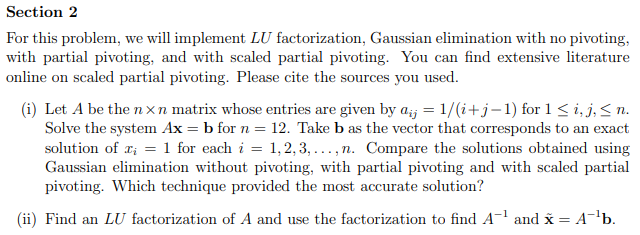 Section 2
For this problem, we will implement LU factorization, Gaussian elimination with no pivoting,
with partial pivoting, and with scaled partial pivoting. You can find extensive literature
online on scaled partial pivoting. Please cite the sources you used.
(i) Let A be the n×n matrix whose entries are given by aᵢⱼ = 1/(i+j−1) for 1 ≤ i, j, ≤ n.
Solve the system Ax = b for n = 12. Take b as the vector that corresponds to an exact
solution of xᵢ = 1 for each i = 1, 2, 3, . . . , n. Compare the solutions obtained using
Gaussian elimination without pivoting, with partial pivoting and with scaled partial
pivoting. Which technique provided the most accurate solution?
(ii) Find an LU factorization of A and use the factorization to find A⁻¹ and x̃ = A⁻¹b.